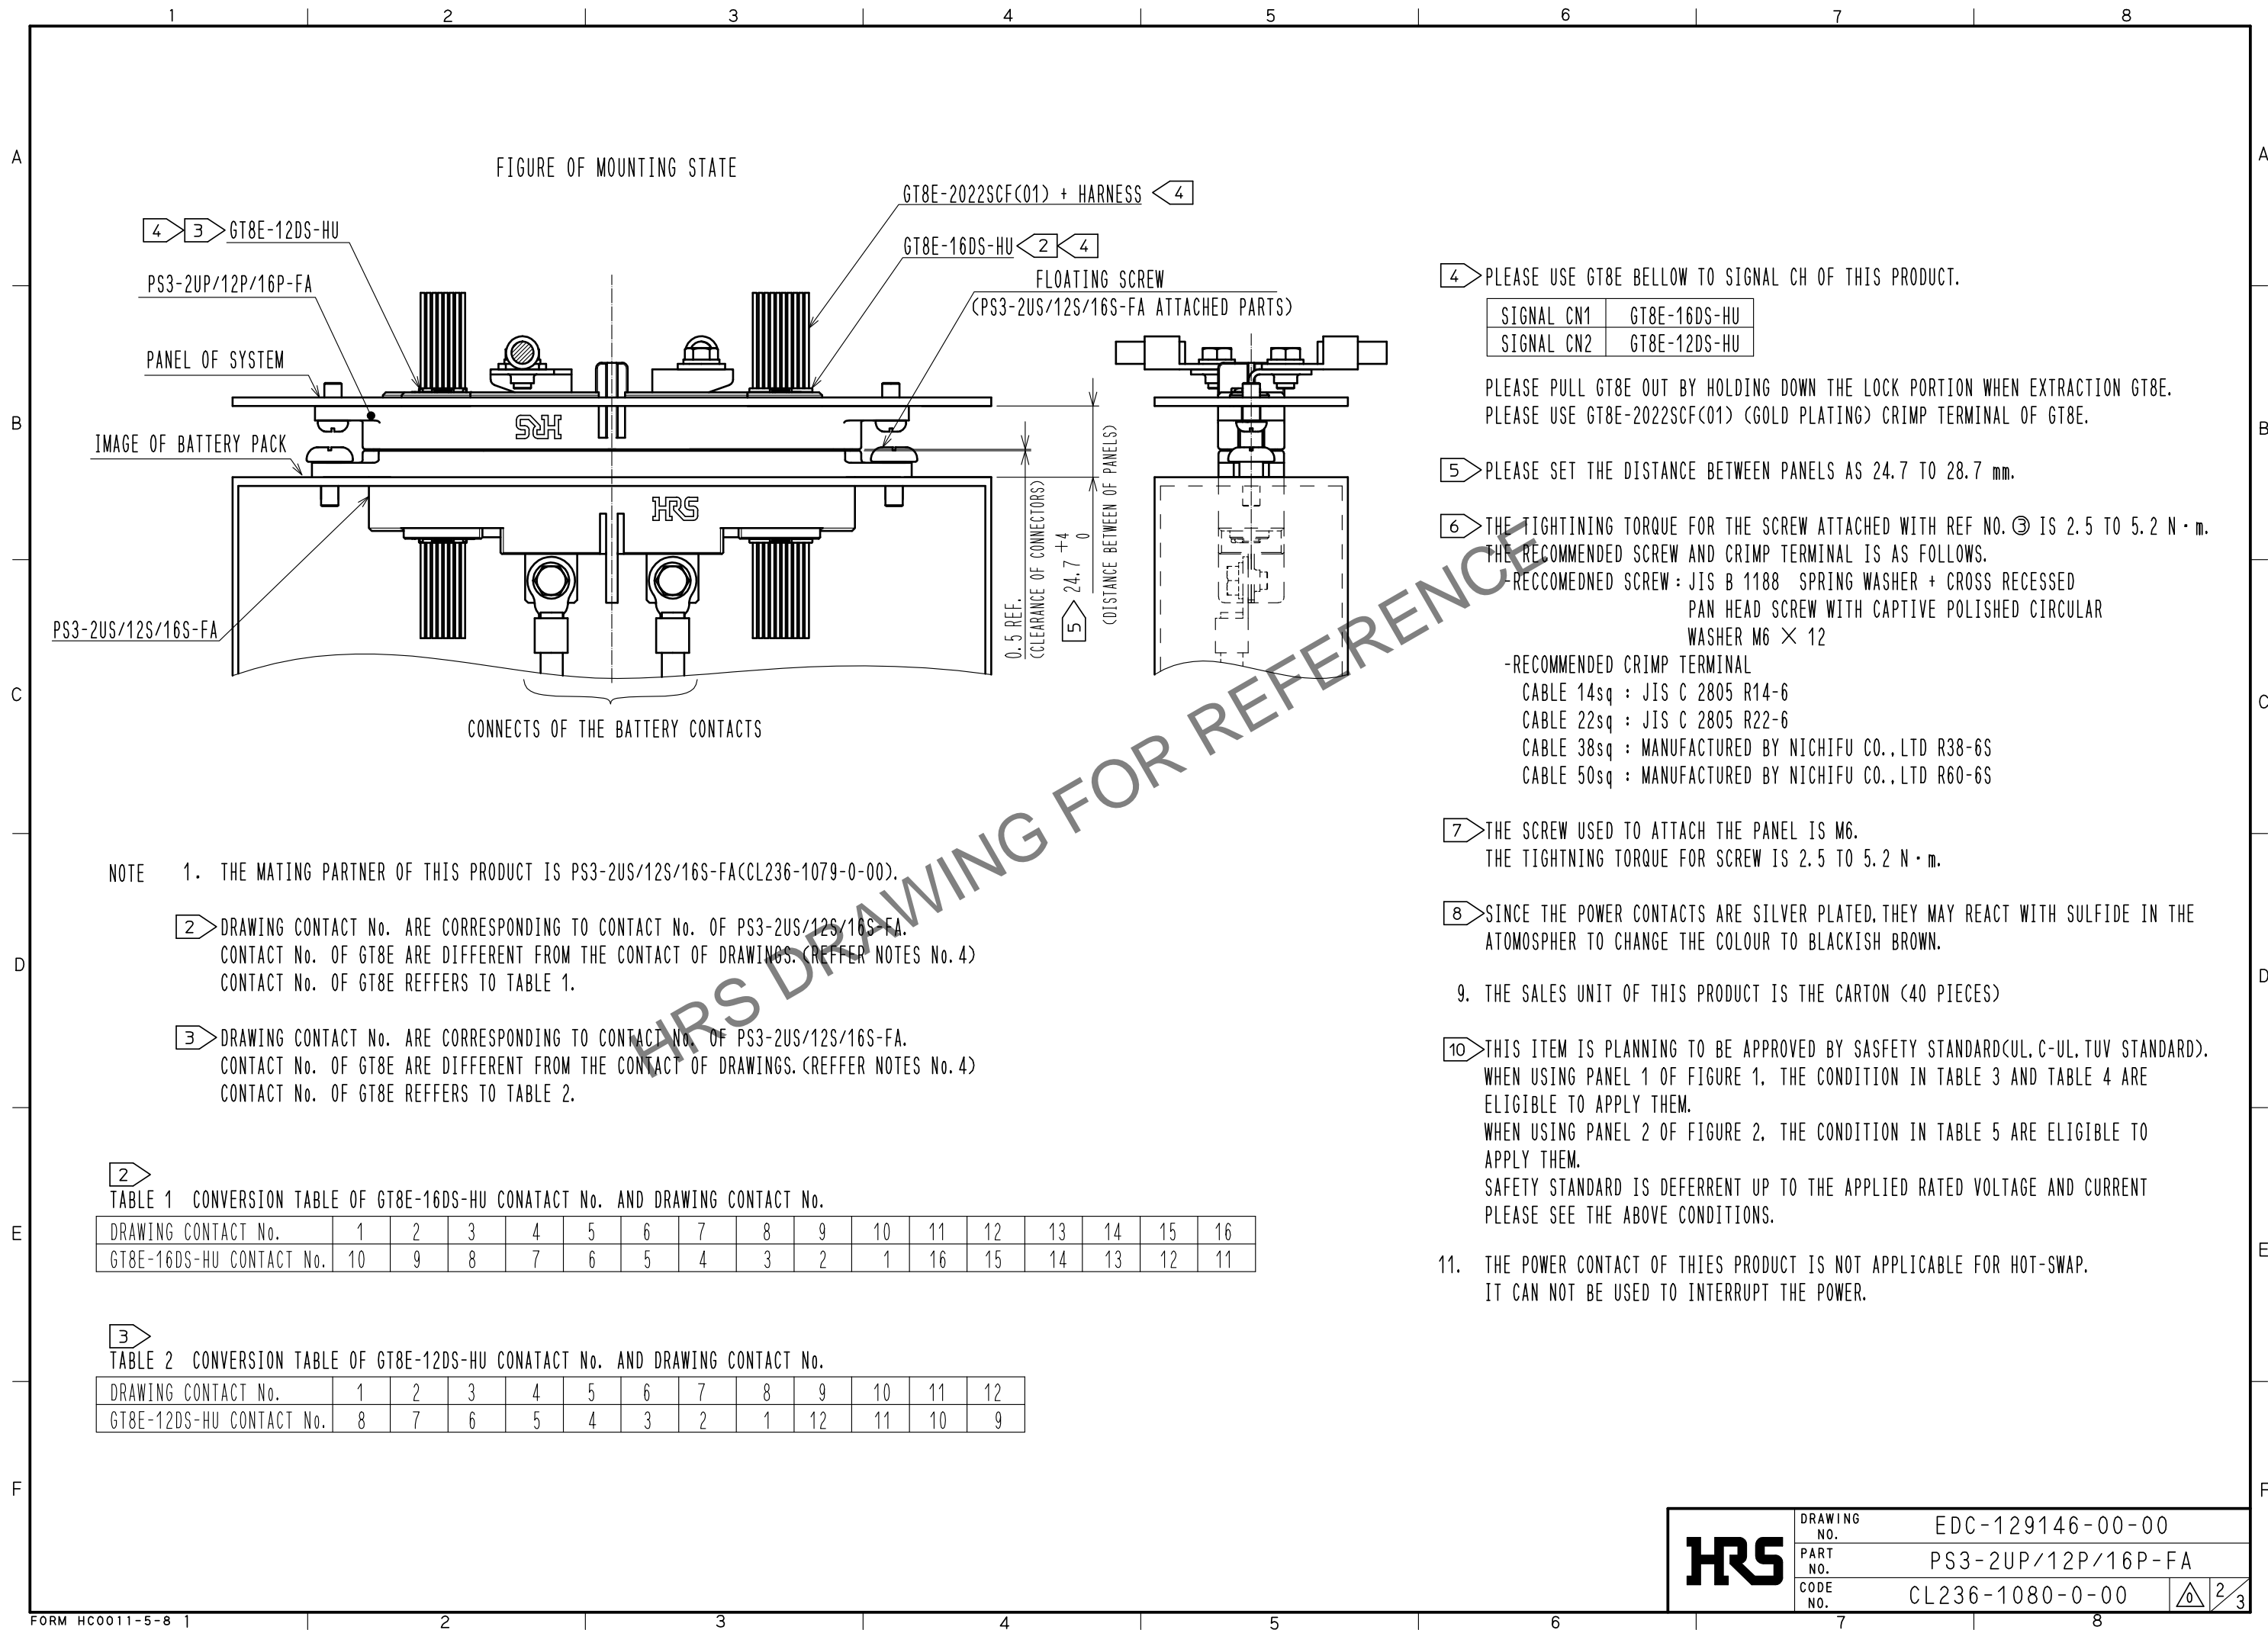 1 2 3 4 5 6 7 8
A A
B B
C C
D D
E E
F F
FIGURE OF MOUNTING STATE
GT8E-2022SCF(01) + HARNESS 4
4 3 GT8E-12DS-HU
GT8E-16DS-HU 2 4
PS3-2UP/12P/16P-FA
FLOATING SCREW
(PS3-2US/12S/16S-FA ATTACHED PARTS)
PANEL OF SYSTEM
IMAGE OF BATTERY PACK
HRS
HRS
PS3-2US/12S/16S-FA
0.5 REF.
(CLEARANCE OF CONNECTORS)
5 24.7 +4 0
(DISTANCE BETWEEN OF PANELS)
CONNECTS OF THE BATTERY CONTACTS
HRS DRAWING FOR REFERENCE
NOTE 1. THE MATING PARTNER OF THIS PRODUCT IS PS3-2US/12S/16S-FA(CL236-1079-0-00).
2 DRAWING CONTACT No. ARE CORRESPONDING TO CONTACT No. OF PS3-2US/12S/16S-FA.
CONTACT No. OF GT8E ARE DIFFERENT FROM THE CONTACT OF DRAWINGS.(REFFER NOTES No.4)
CONTACT No. OF GT8E REFFERS TO TABLE 1.
3 DRAWING CONTACT No. ARE CORRESPONDING TO CONTACT No. OF PS3-2US/12S/16S-FA.
CONTACT No. OF GT8E ARE DIFFERENT FROM THE CONTACT OF DRAWINGS.(REFFER NOTES No.4)
CONTACT No. OF GT8E REFFERS TO TABLE 2.
2
TABLE 1 CONVERSION TABLE OF GT8E-16DS-HU CONATACT No. AND DRAWING CONTACT No.
DRAWING CONTACT No. 1 2 3 4 5 6 7 8 9 10 11 12 13 14 15 16
GT8E-16DS-HU CONTACT No. 10 9 8 7 6 5 4 3 2 1 16 15 14 13 12 11
3
TABLE 2 CONVERSION TABLE OF GT8E-12DS-HU CONATACT No. AND DRAWING CONTACT No.
DRAWING CONTACT No. 1 2 3 4 5 6 7 8 9 10 11 12
GT8E-12DS-HU CONTACT No. 8 7 6 5 4 3 2 1 12 11 10 9
4 PLEASE USE GT8E BELLOW TO SIGNAL CH OF THIS PRODUCT.
SIGNAL CN1 GT8E-16DS-HU
SIGNAL CN2 GT8E-12DS-HU
PLEASE PULL GT8E OUT BY HOLDING DOWN THE LOCK PORTION WHEN EXTRACTION GT8E.
PLEASE USE GT8E-2022SCF(01) (GOLD PLATING) CRIMP TERMINAL OF GT8E.
5 PLEASE SET THE DISTANCE BETWEEN PANELS AS 24.7 TO 28.7 mm.
6 THE TIGHTINING TORQUE FOR THE SCREW ATTACHED WITH REF NO.③ IS 2.5 TO 5.2 N・m.
THE RECOMMENDED SCREW AND CRIMP TERMINAL IS AS FOLLOWS.
-RECCOMEDNED SCREW : JIS B 1188 SPRING WASHER + CROSS RECESSED
PAN HEAD SCREW WITH CAPTIVE POLISHED CIRCULAR
WASHER M6 × 12
-RECOMMENDED CRIMP TERMINAL
CABLE 14sq : JIS C 2805 R14-6
CABLE 22sq : JIS C 2805 R22-6
CABLE 38sq : MANUFACTURED BY NICHIFU CO.,LTD R38-6S
CABLE 50sq : MANUFACTURED BY NICHIFU CO.,LTD R60-6S
7 THE SCREW USED TO ATTACH THE PANEL IS M6.
THE TIGHTNING TORQUE FOR SCREW IS 2.5 TO 5.2 N・m.
8 SINCE THE POWER CONTACTS ARE SILVER PLATED,THEY MAY REACT WITH SULFIDE IN THE
ATOMOSPHER TO CHANGE THE COLOUR TO BLACKISH BROWN.
9. THE SALES UNIT OF THIS PRODUCT IS THE CARTON (40 PIECES)
10 THIS ITEM IS PLANNING TO BE APPROVED BY SASFETY STANDARD(UL,C-UL,TUV STANDARD).
WHEN USING PANEL 1 OF FIGURE 1, THE CONDITION IN TABLE 3 AND TABLE 4 ARE
ELIGIBLE TO APPLY THEM.
WHEN USING PANEL 2 OF FIGURE 2, THE CONDITION IN TABLE 5 ARE ELIGIBLE TO
APPLY THEM.
SAFETY STANDARD IS DEFERRENT UP TO THE APPLIED RATED VOLTAGE AND CURRENT
PLEASE SEE THE ABOVE CONDITIONS.
11. THE POWER CONTACT OF THIES PRODUCT IS NOT APPLICABLE FOR HOT-SWAP.
IT CAN NOT BE USED TO INTERRUPT THE POWER.
HRS
DRAWING NO. EDC-129146-00-00
PART NO. PS3-2UP/12P/16P-FA
CODE NO. CL236-1080-0-00 0 2/3
FORM HC0011-5-8 1 2 3 4 5 6 7 8